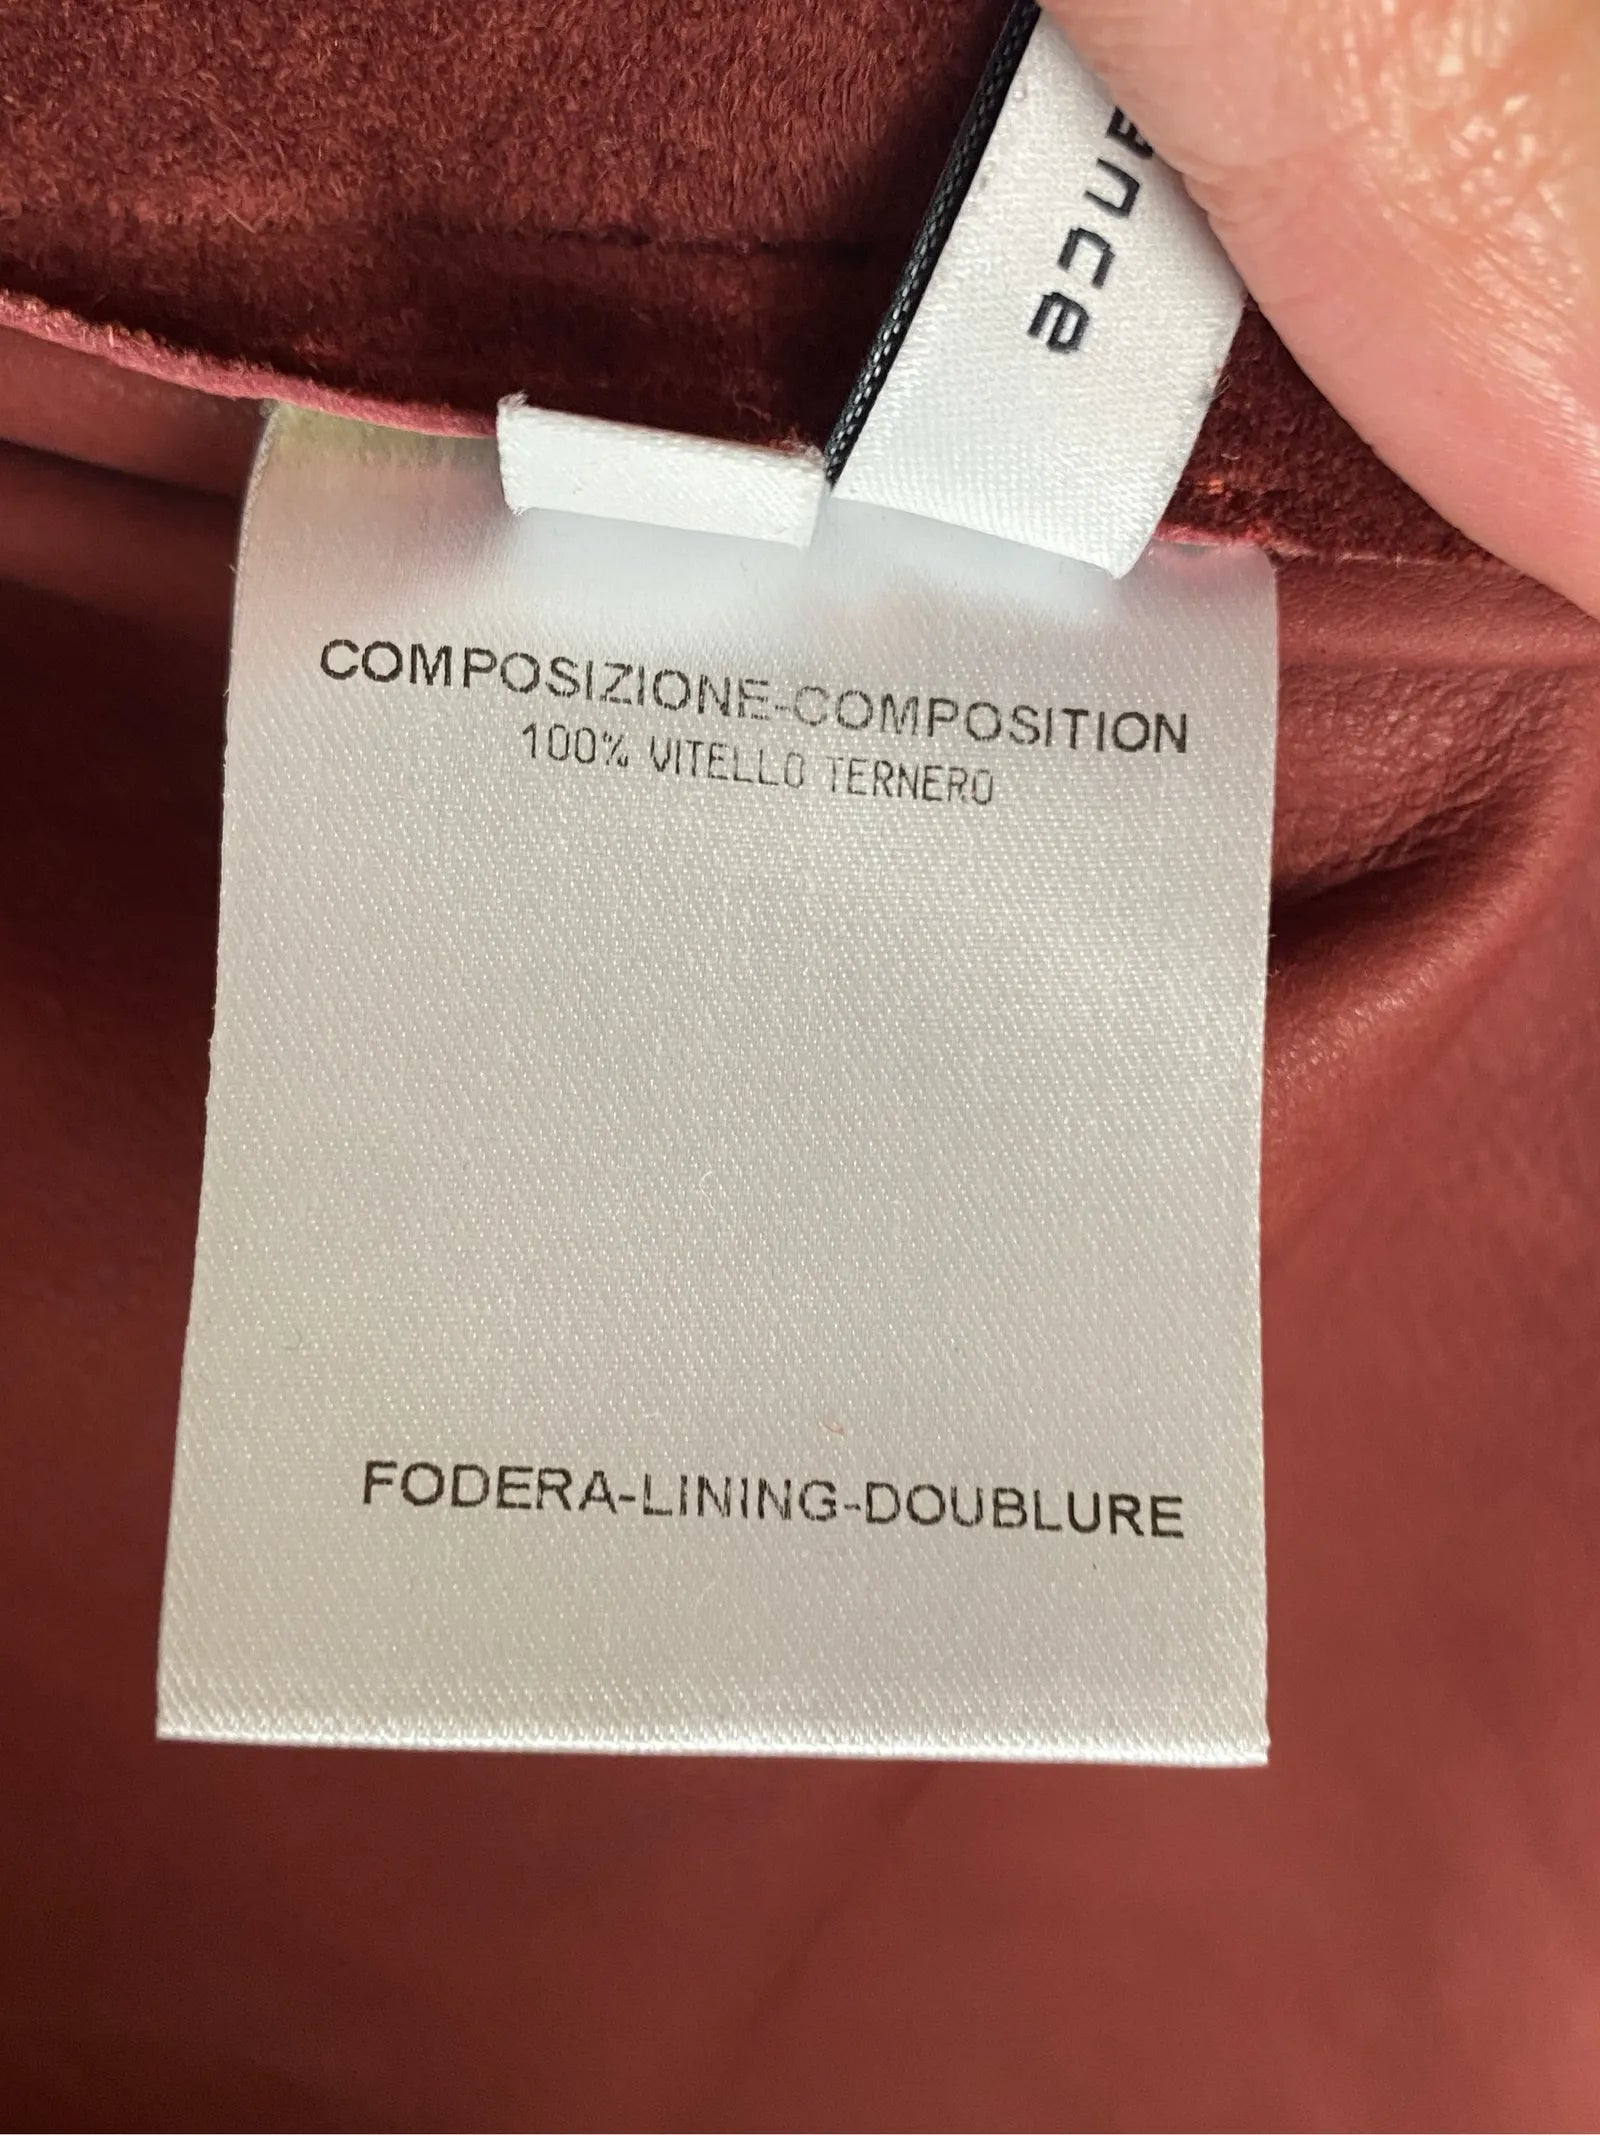 ance
COMPOSIZIONE-COMPOSITION
100% VITELLO TERNERO
FODERA-LINING-DOUBLURE